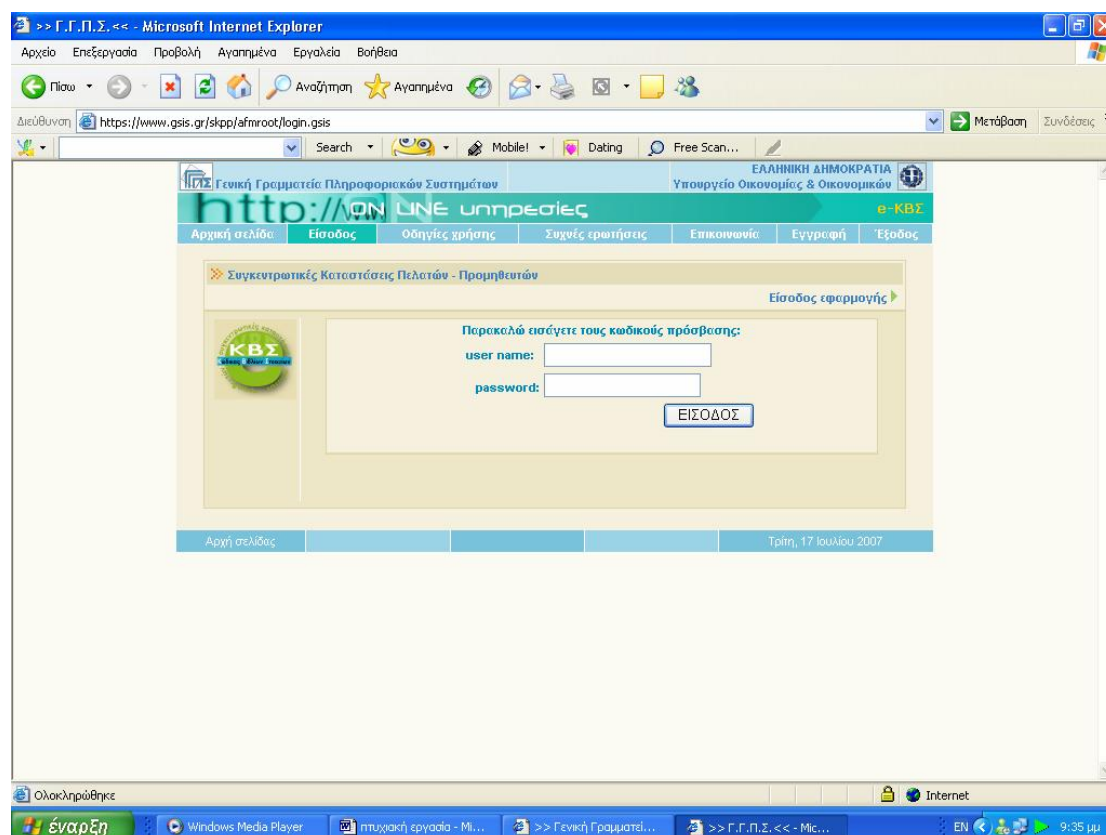 >> Γ.Γ.Π.Σ. << - Microsoft Internet Explorer
Αρχείο Επεξεργασία Προβολή Αγαπημένα Εργαλεία Βοήθεια
Πίσω Αναζήτηση Αγαπημένα
Διεύθυνση https://www.gsis.gr/skpp/afmroot/login.gsis Μετάβαση Συνδέσεις
Search Mobile! Dating Free Scan...
Γενική Γραμματεία Πληροφοριακών Συστημάτων
ΕΛΛΗΝΙΚΗ ΔΗΜΟΚΡΑΤΙΑ
Υπουργείο Οικονομίας & Οικονομικών
http://www ON LINE υπηρεσίες e-ΚΒΣ
Αρχική σελίδα Είσοδος Οδηγίες χρήσης Συχνές ερωτήσεις Επικοινωνία Εγγραφή Έξοδος
Συγκεντρωτικές Καταστάσεις Πελατών - Προμηθευτών
Είσοδος εφαρμογής
ΚΒΣ
Παρακαλώ εισάγετε τους κωδικούς πρόσβασης:
user name:
password:
ΕΙΣΟΔΟΣ
Αρχή σελίδας Τρίτη, 17 Ιουλίου 2007
Ολοκληρώθηκε Internet
έναρξη Windows Media Player πτυχιακή εργασία - Mi... >> Γενική Γραμματεί... >> Γ.Γ.Π.Σ. << - Mic... EN 9:35 μμ